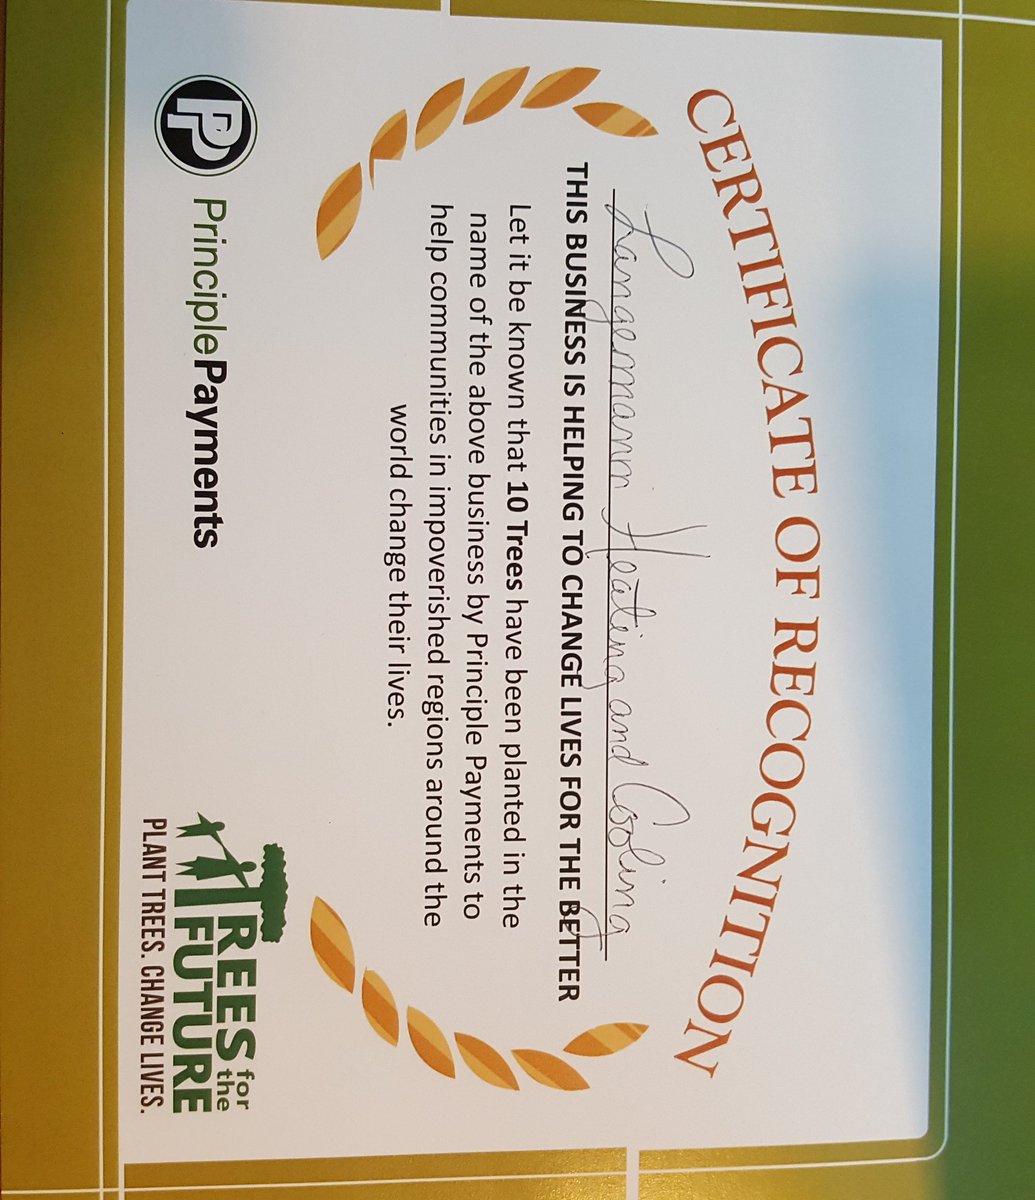 CERTIFICATE OF RECOGNITION
Langermann Heating and Cooling
THIS BUSINESS IS HELPING TO CHANGE LIVES FOR THE BETTER
Let it be known that 10 Trees have been planted in the
name of the above business by Principle Payments to
help communities in impoverished regions around the
world change their lives.
PP PrinciplePayments
TREES for the
FUTURE
PLANT TREES. CHANGE LIVES.